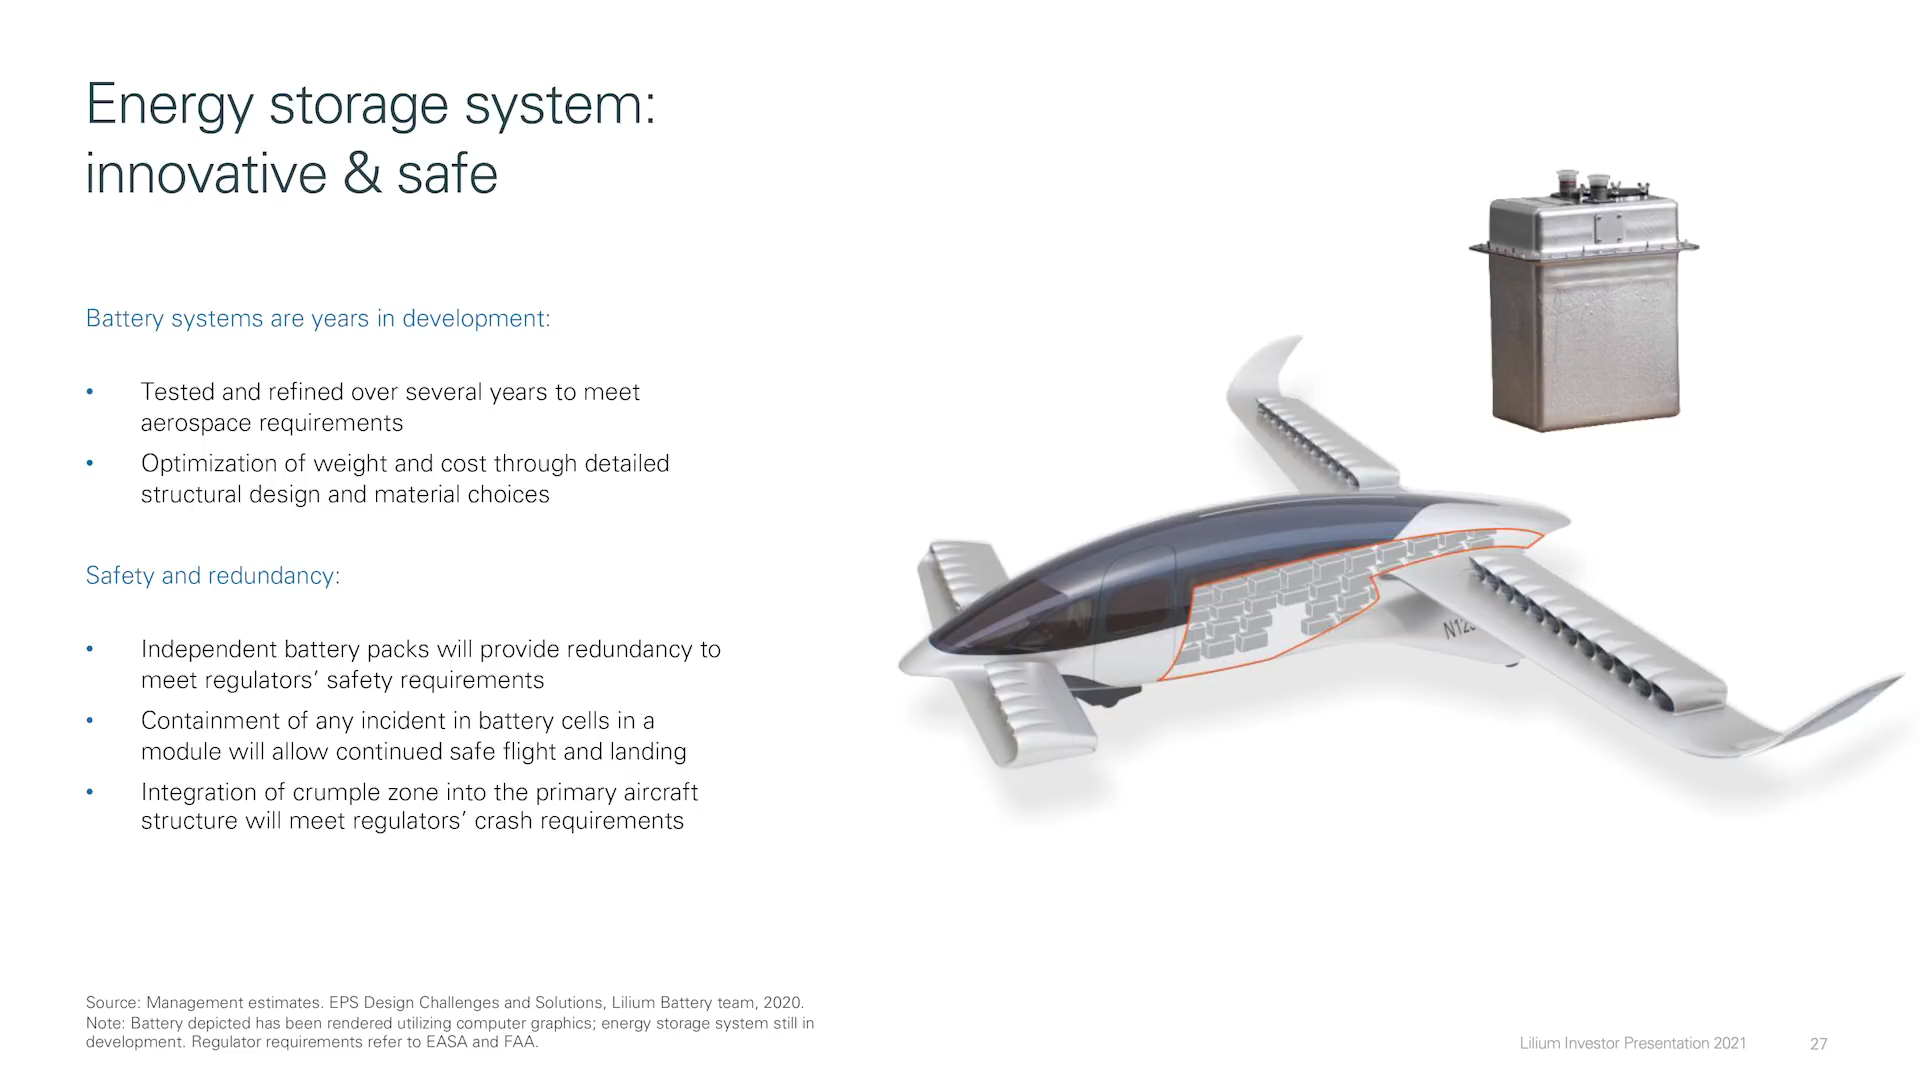 Energy storage system:
innovative & safe
Battery systems are years in development:
• Tested and refined over several years to meet
aerospace requirements
• Optimization of weight and cost through detailed
structural design and material choices
Safety and redundancy:
• Independent battery packs will provide redundancy to
meet regulators’ safety requirements
• Containment of any incident in battery cells in a
module will allow continued safe flight and landing
• Integration of crumple zone into the primary aircraft
structure will meet regulators’ crash requirements
Source: Management estimates. EPS Design Challenges and Solutions, Lilium Battery team, 2020.
Note: Battery depicted has been rendered utilizing computer graphics; energy storage system still in
development. Regulator requirements refer to EASA and FAA.
Lilium Investor Presentation 2021
27